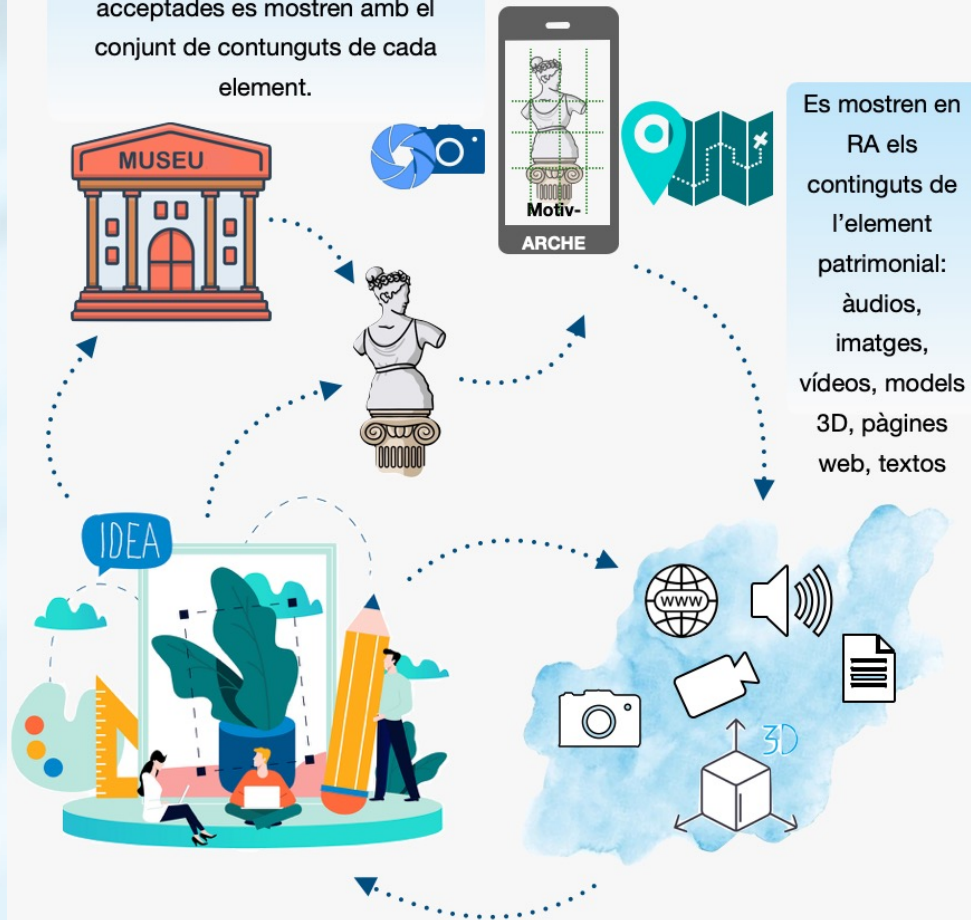 acceptades es mostren amb el
conjunt de contunguts de cada
element.
MUSEU
Motiv-
ARCHE
Es mostren en
RA els
continguts de
l'element
patrimonial:
àudios,
imatges,
vídeos, models
3D, pàgines
web, textos
IDEA
www
3D